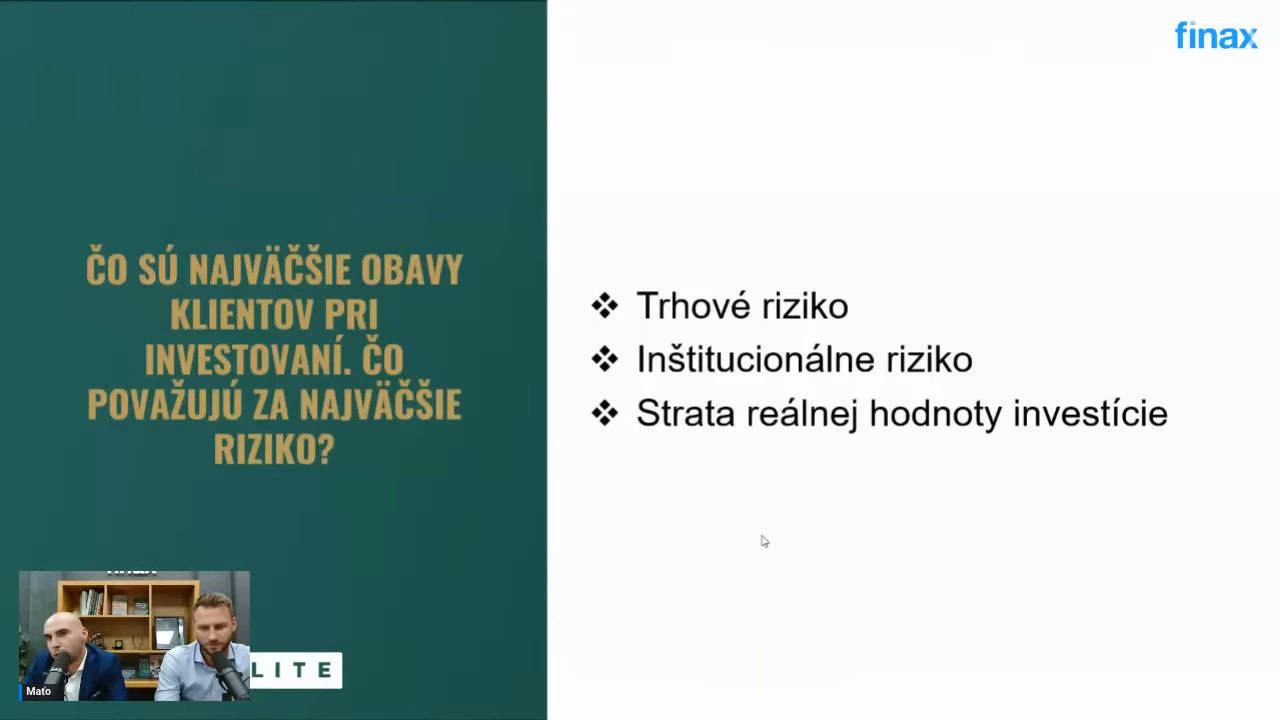 finax
ČO SÚ NAJVÄČŠIE OBAVY
KLIENTOV PRI
INVESTOVANÍ. ČO
POVAŽUJÚ ZA NAJVÄČŠIE
RIZIKO?
❖ Trhové riziko
❖ Inštitucionálne riziko
❖ Strata reálnej hodnoty investície
finax
Maťo
LITE